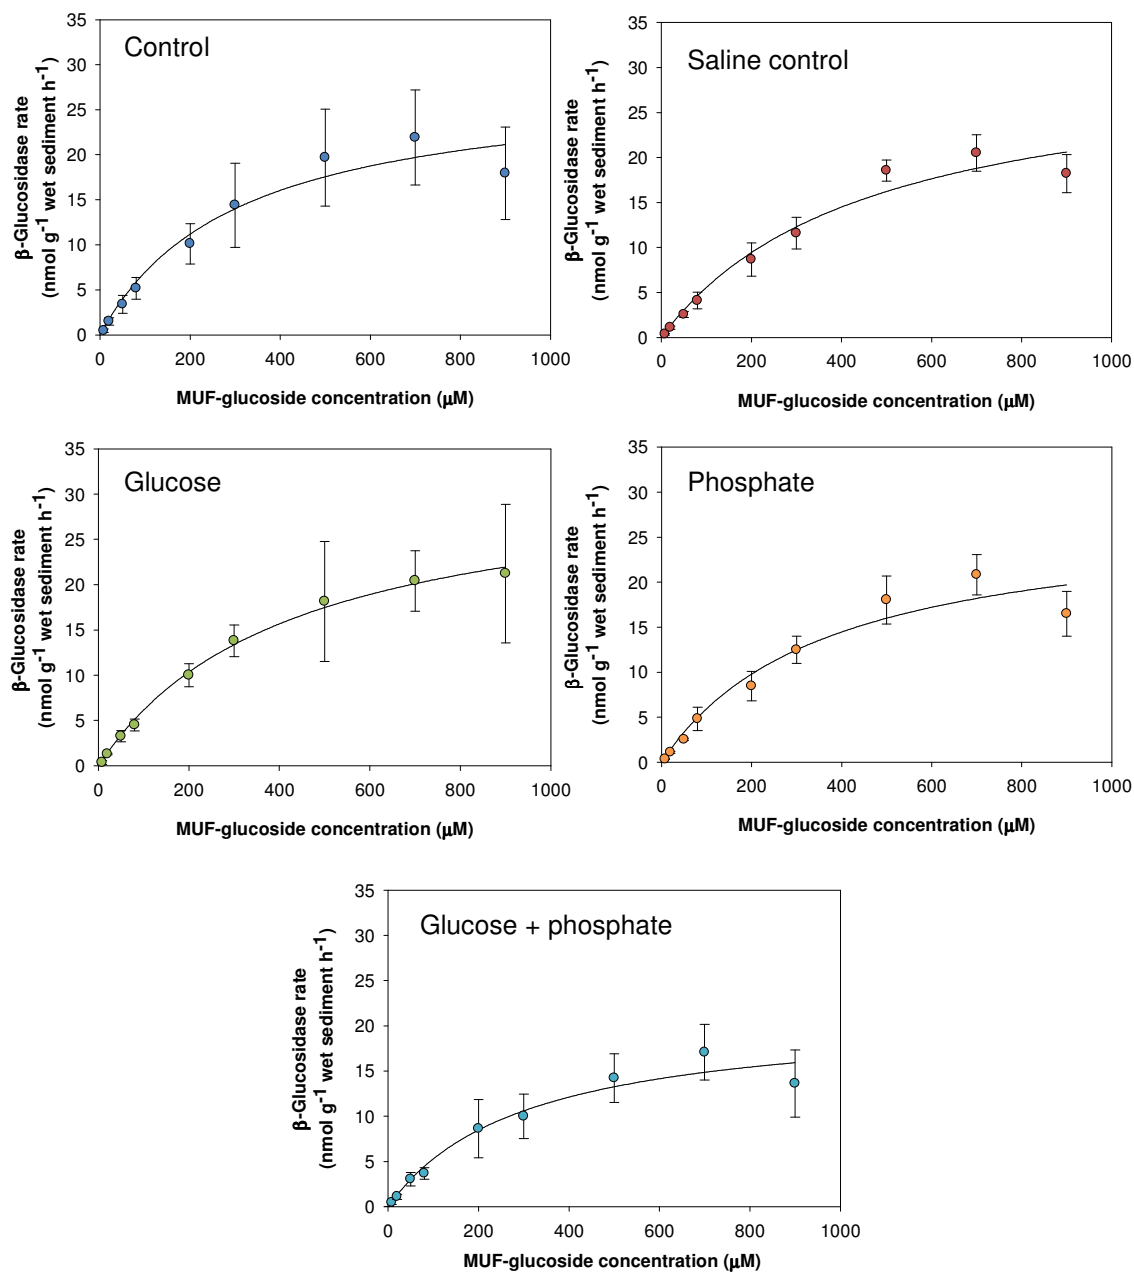 Control
35
30
25
20
15
10
5
0
0 200 400 600 800 1000
β-Glucosidase rate
(nmol g⁻¹ wet sediment h⁻¹)
MUF-glucoside concentration (μM)
Saline control
35
30
25
20
15
10
5
0
0 200 400 600 800 1000
β-Glucosidase rate
(nmol g⁻¹ wet sediment h⁻¹)
MUF-glucoside concentration (μM)
Glucose
35
30
25
20
15
10
5
0
0 200 400 600 800 1000
β-Glucosidase rate
(nmol g⁻¹ wet sediment h⁻¹)
MUF-glucoside concentration (μM)
Phosphate
35
30
25
20
15
10
5
0
0 200 400 600 800 1000
β-Glucosidase rate
(nmol g⁻¹ wet sediment h⁻¹)
MUF-glucoside concentration (μM)
Glucose + phosphate
35
30
25
20
15
10
5
0
0 200 400 600 800 1000
β-Glucosidase rate
(nmol g⁻¹ wet sediment h⁻¹)
MUF-glucoside concentration (μM)